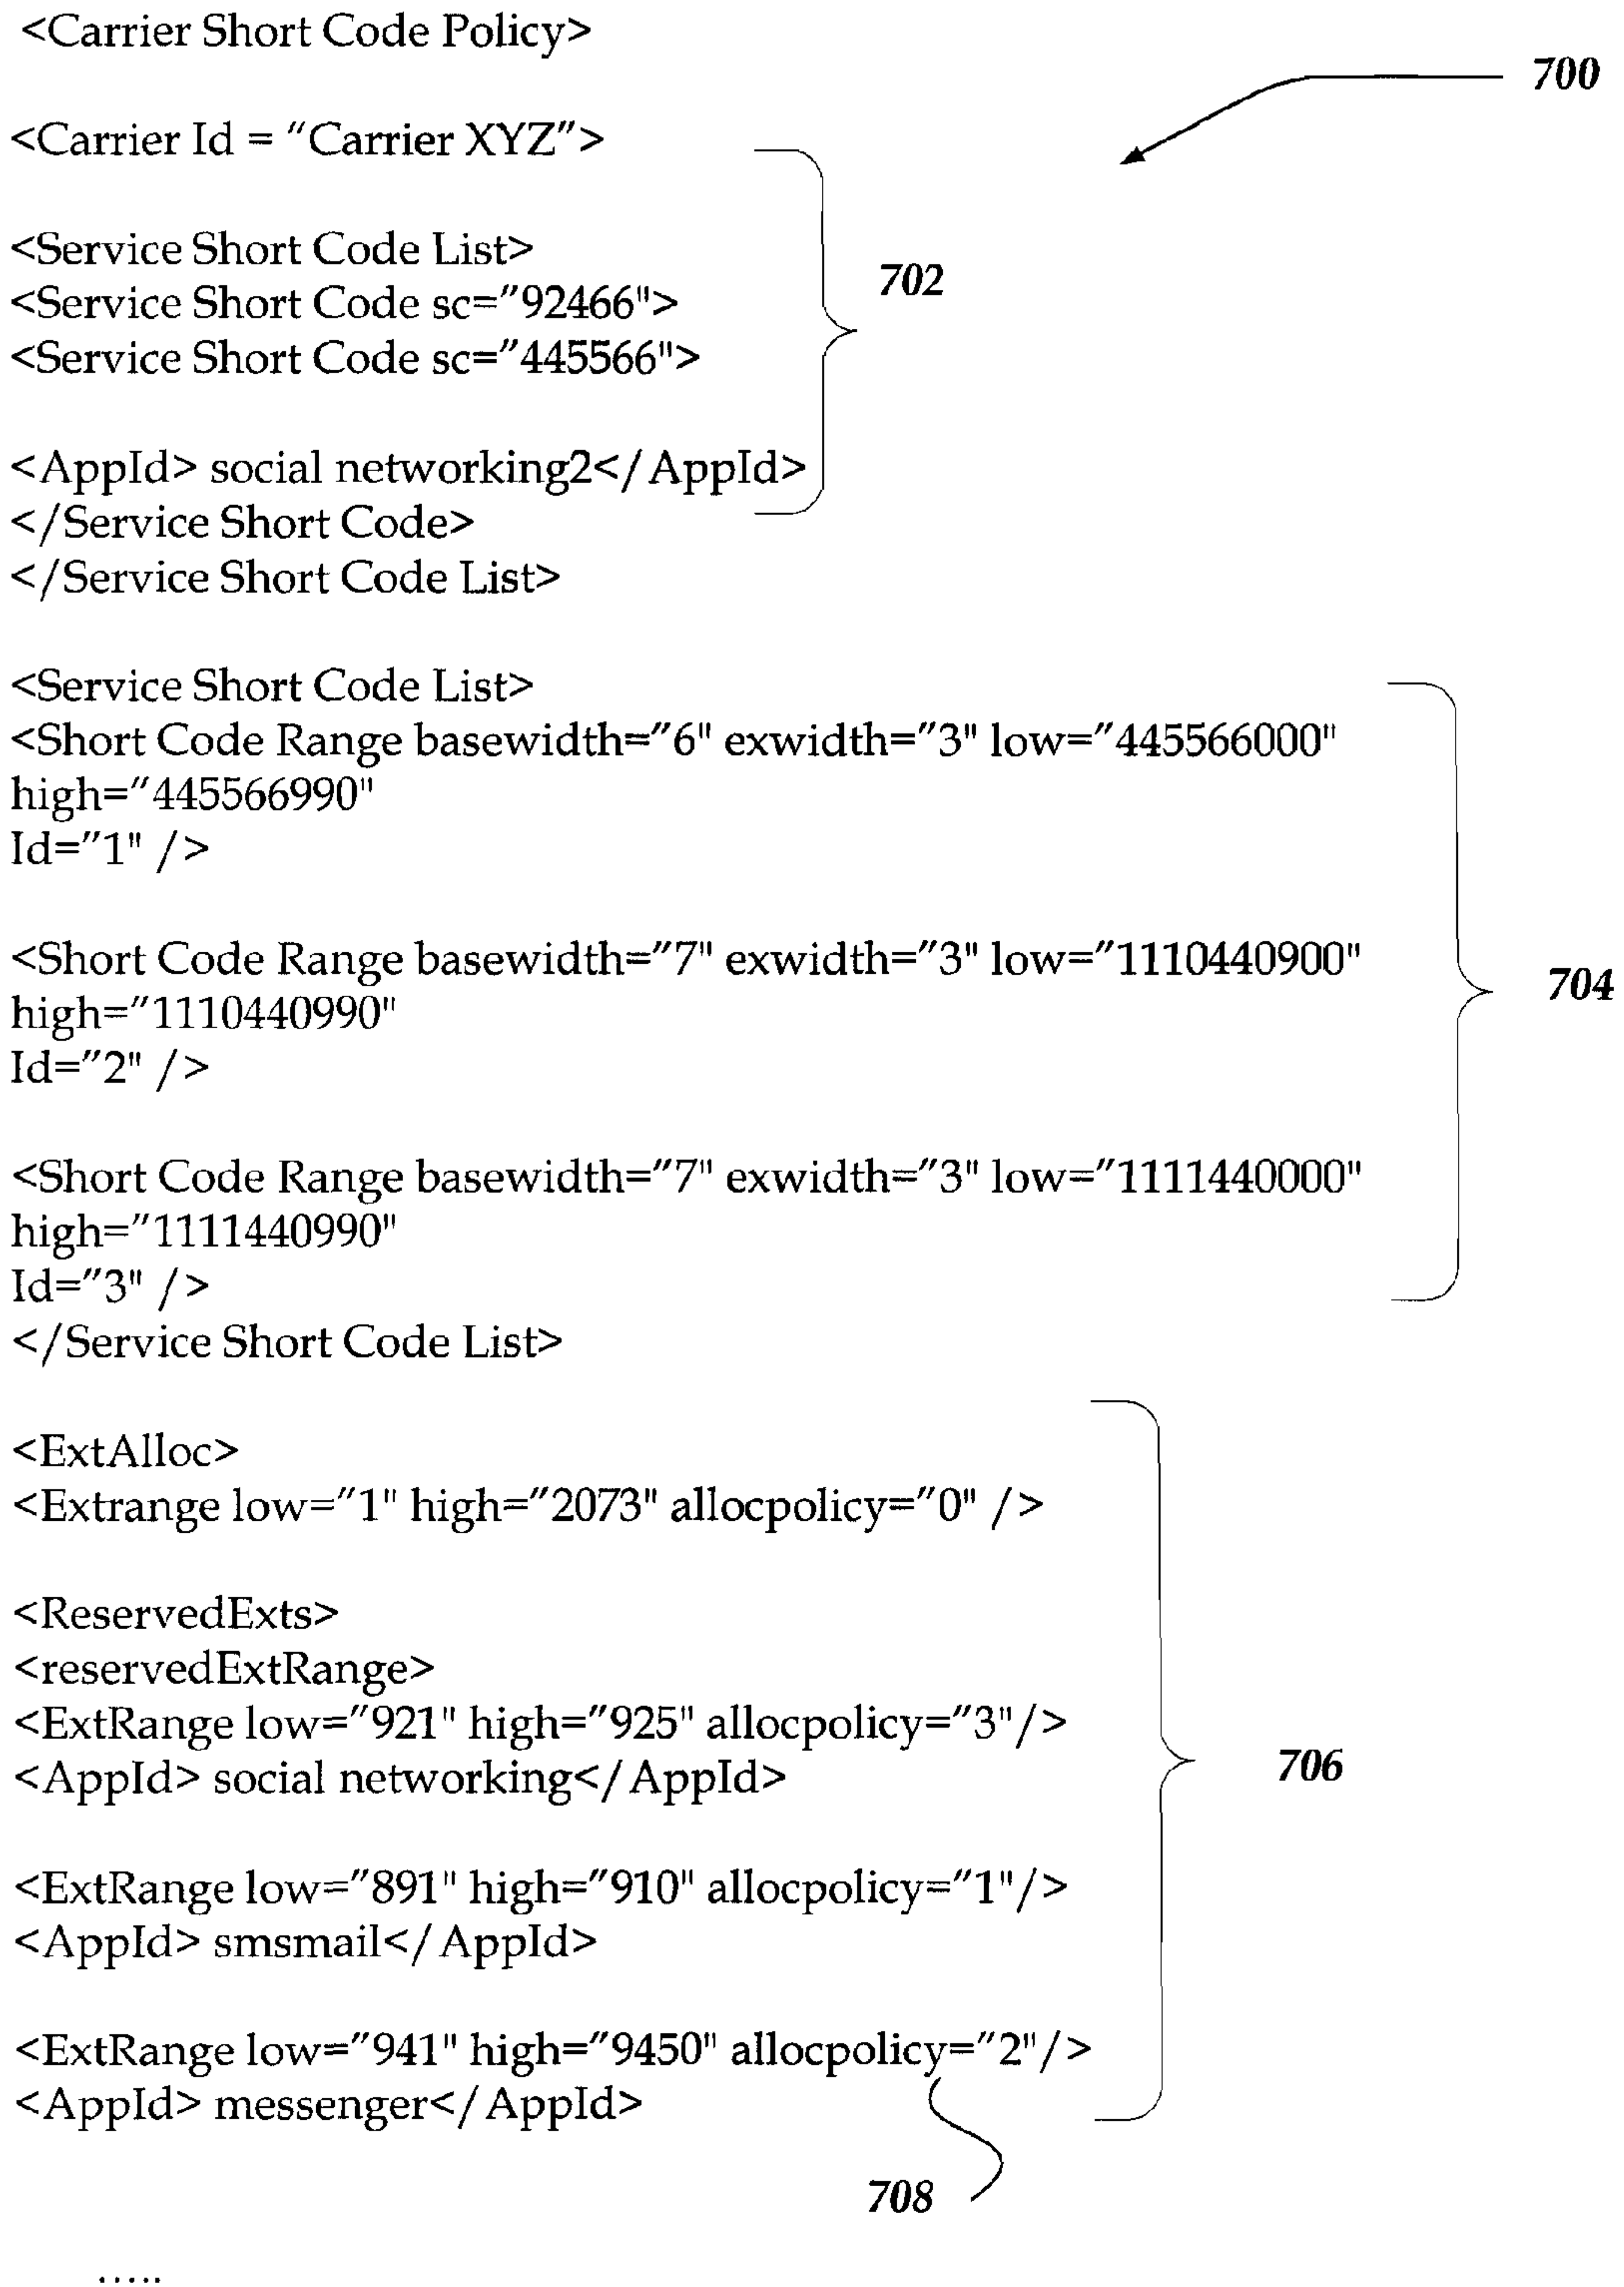 <Carrier Short Code Policy>
700
<Carrier Id = "Carrier XYZ">
<Service Short Code List>
702
<Service Short Code sc="92466">
<Service Short Code sc="445566">
<AppId> social networking2</AppId>
</Service Short Code>
</Service Short Code List>
<Service Short Code List>
<Short Code Range basewidth="6" exwidth="3" low="445566000"
high="445566990"
Id="1" />
<Short Code Range basewidth="7" exwidth="3" low="1110440900"
704
high="1110440990"
Id="2" />
<Short Code Range basewidth="7" exwidth="3" low="1111440000"
high="1111440990"
Id="3" />
</Service Short Code List>
<ExtAlloc>
<Extrange low="1" high="2073" allocpolicy="0" />
<ReservedExts>
<reservedExtRange>
<ExtRange low="921" high="925" allocpolicy="3"/>
706
<AppId> social networking</AppId>
<ExtRange low="891" high="910" allocpolicy="1"/>
<AppId> smsmail</AppId>
<ExtRange low="941" high="9450" allocpolicy="2"/>
<AppId> messenger</AppId>
708
.....